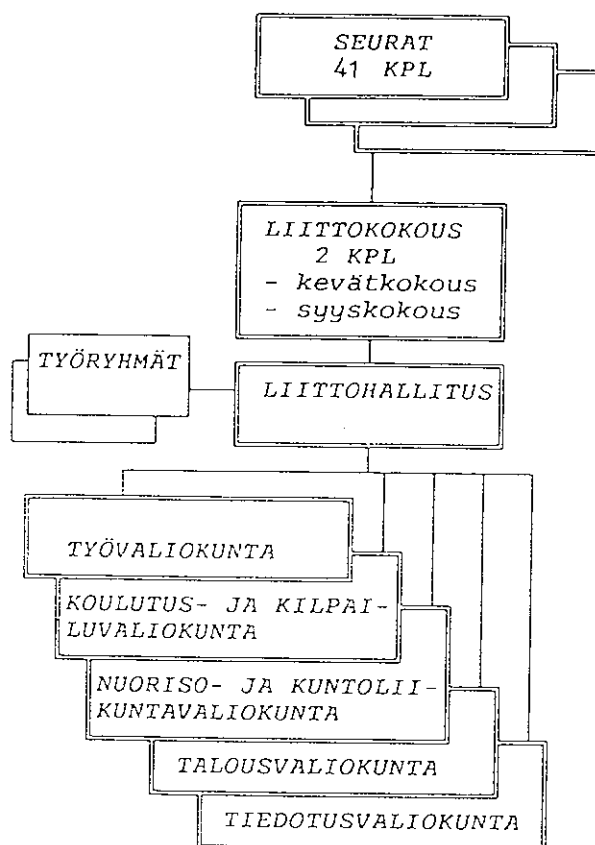 SEURAT
41 KPL
LIITTOKOKOUS
2 KPL
- kevätkokous
- syyskokous
TYÖRYHMÄT
LIITTOHALLITUS
TYÖVALIOKUNTA
KOULUTUS- JA KILPAI-
LUVALIOKUNTA
NUORISO- JA KUNTOLII-
KUNTAVALIOKUNTA
TALOUSVALIOKUNTA
TIEDOTUSVALIOKUNTA